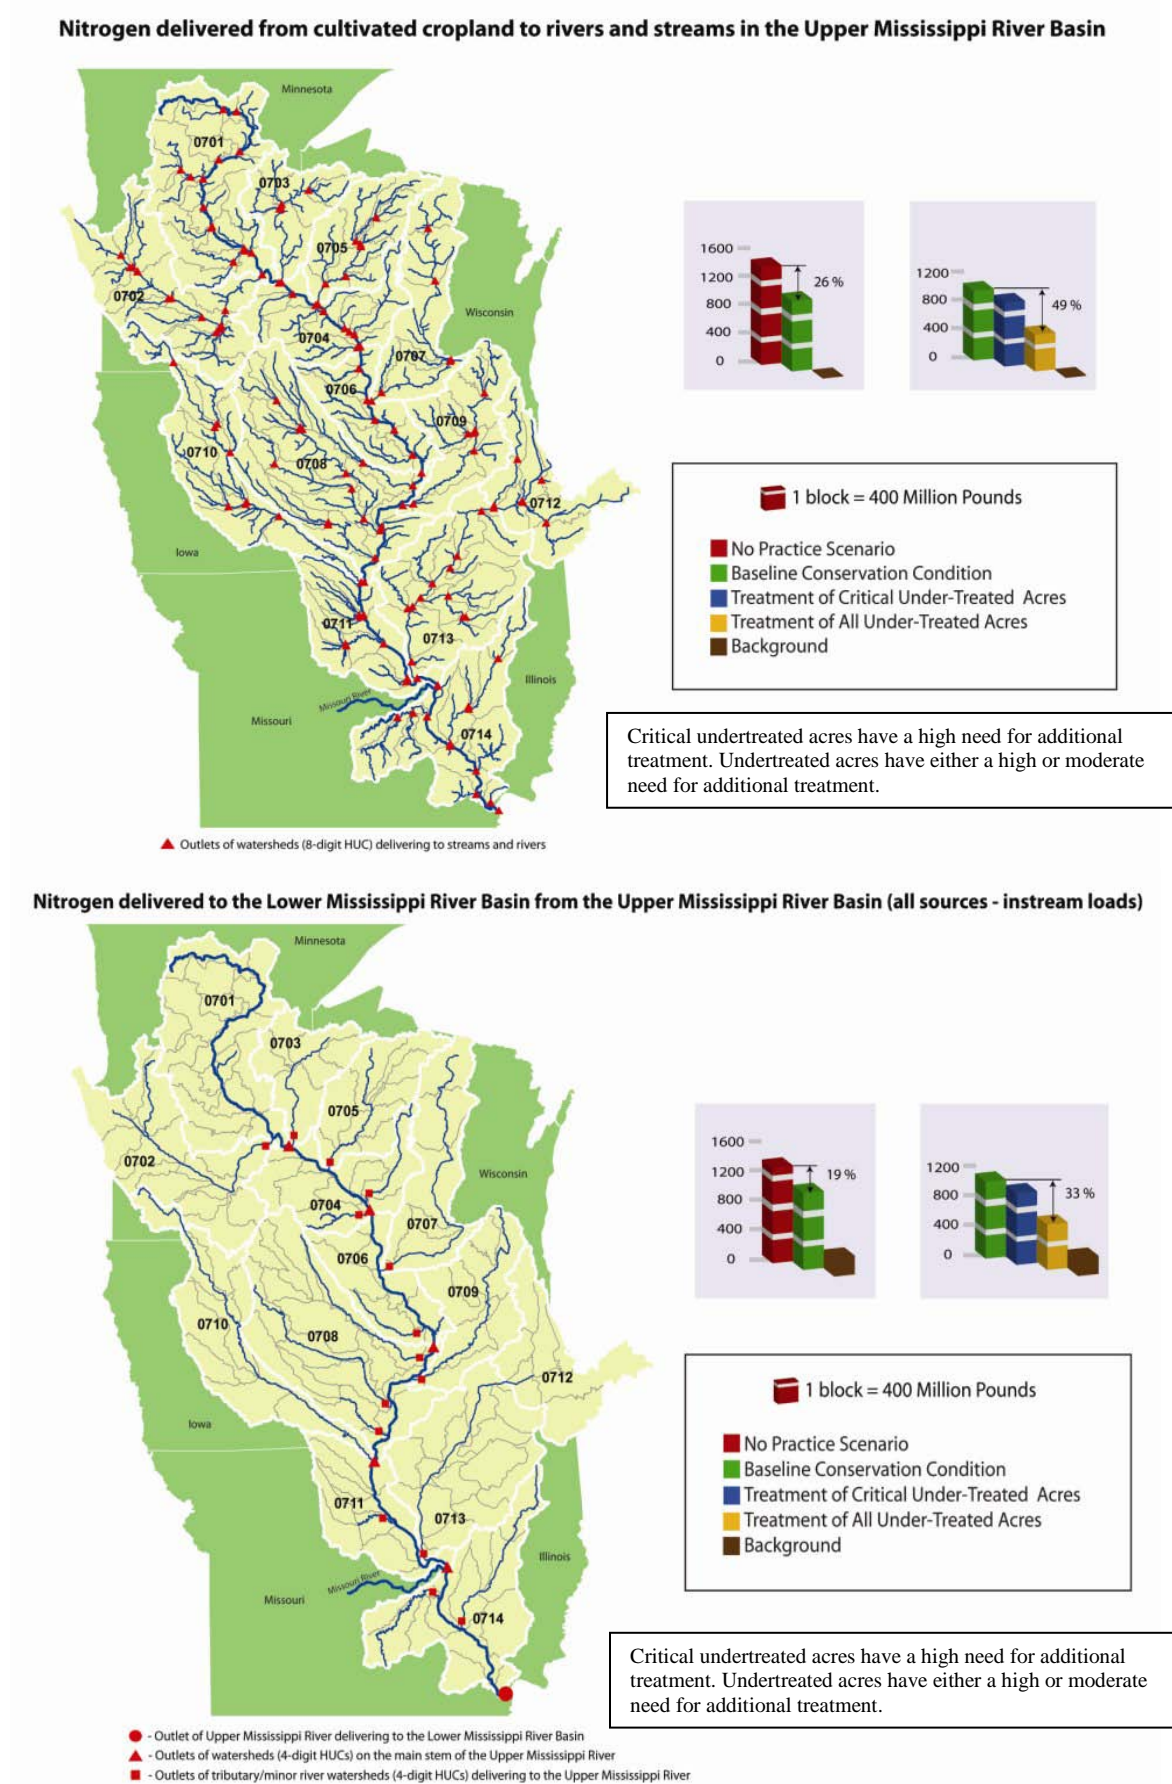 Nitrogen delivered from cultivated cropland to rivers and streams in the Upper Mississippi River Basin
Minnesota
0701
0703
0705
0702
0704
0707
0706
0709
0710
0708
0712
0711
0713
0714
Wisconsin
Iowa
Missouri River
Missouri
Illinois
1600
1200
800
400
0
26 %
1200
800
400
0
49 %
1 block = 400 Million Pounds
No Practice Scenario
Baseline Conservation Condition
Treatment of Critical Under-Treated Acres
Treatment of All Under-Treated Acres
Background
Critical undertreated acres have a high need for additional
treatment. Undertreated acres have either a high or moderate
need for additional treatment.
Outlets of watersheds (8-digit HUC) delivering to streams and rivers
Nitrogen delivered to the Lower Mississippi River Basin from the Upper Mississippi River Basin (all sources - instream loads)
Minnesota
0701
0703
0705
0702
0704
0707
0706
0709
0710
0708
0712
0711
0713
0714
Wisconsin
Iowa
Missouri River
Missouri
Illinois
1600
1200
800
400
0
19 %
1200
800
400
0
33 %
1 block = 400 Million Pounds
No Practice Scenario
Baseline Conservation Condition
Treatment of Critical Under-Treated Acres
Treatment of All Under-Treated Acres
Background
Critical undertreated acres have a high need for additional
treatment. Undertreated acres have either a high or moderate
need for additional treatment.
- Outlet of Upper Mississippi River delivering to the Lower Mississippi River Basin
- Outlets of watersheds (4-digit HUCs) on the main stem of the Upper Mississippi River
- Outlets of tributary/minor river watersheds (4-digit HUCs) delivering to the Upper Mississippi River